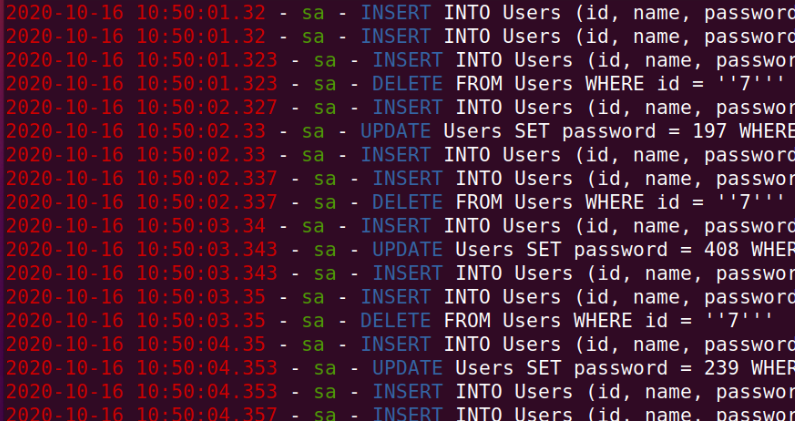 2020-10-16 10:50:01.32 - sa - INSERT INTO Users (id, name, password
2020-10-16 10:50:01.32 - sa - INSERT INTO Users (id, name, password
2020-10-16 10:50:01.323 - sa - INSERT INTO Users (id, name, passwor
2020-10-16 10:50:01.323 - sa - DELETE FROM Users WHERE id = ''7'''
2020-10-16 10:50:02.327 - sa - INSERT INTO Users (id, name, passwor
2020-10-16 10:50:02.33 - sa - UPDATE Users SET password = 197 WHERE
2020-10-16 10:50:02.33 - sa - INSERT INTO Users (id, name, password
2020-10-16 10:50:02.337 - sa - INSERT INTO Users (id, name, passwor
2020-10-16 10:50:02.337 - sa - DELETE FROM Users WHERE id = ''7'''
2020-10-16 10:50:03.34 - sa - INSERT INTO Users (id, name, password
2020-10-16 10:50:03.343 - sa - UPDATE Users SET password = 408 WHER
2020-10-16 10:50:03.343 - sa - INSERT INTO Users (id, name, passwor
2020-10-16 10:50:03.35 - sa - INSERT INTO Users (id, name, password
2020-10-16 10:50:03.35 - sa - DELETE FROM Users WHERE id = ''7'''
2020-10-16 10:50:04.35 - sa - INSERT INTO Users (id, name, password
2020-10-16 10:50:04.353 - sa - UPDATE Users SET password = 239 WHER
2020-10-16 10:50:04.353 - sa - INSERT INTO Users (id, name, passwor
2020-10-16 10:50:04.357 - sa - INSERT INTO Users (id, name, passwor